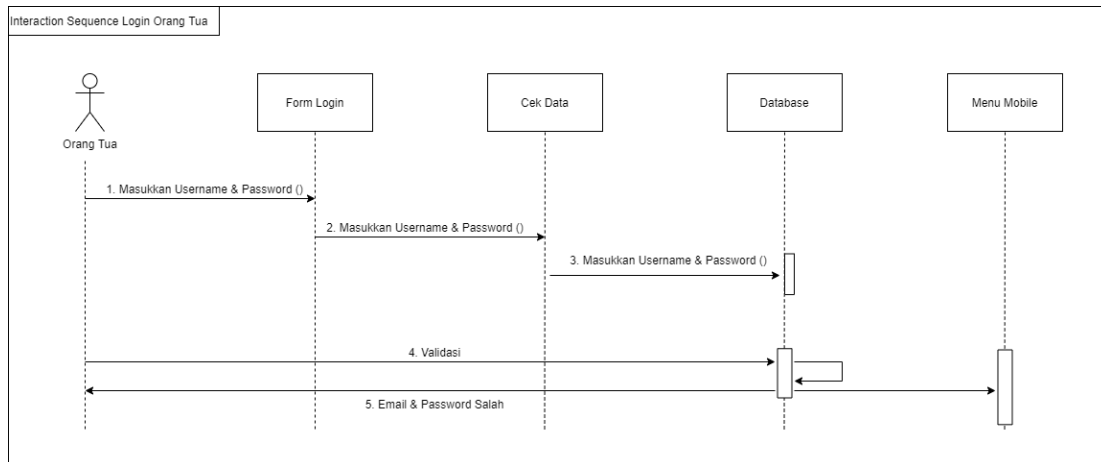 Interaction Sequence Login Orang Tua
Form Login
Cek Data
Database
Menu Mobile
Orang Tua
1. Masukkan Username & Password ()
2. Masukkan Username & Password ()
3. Masukkan Username & Password ()
4. Validasi
5. Email & Password Salah